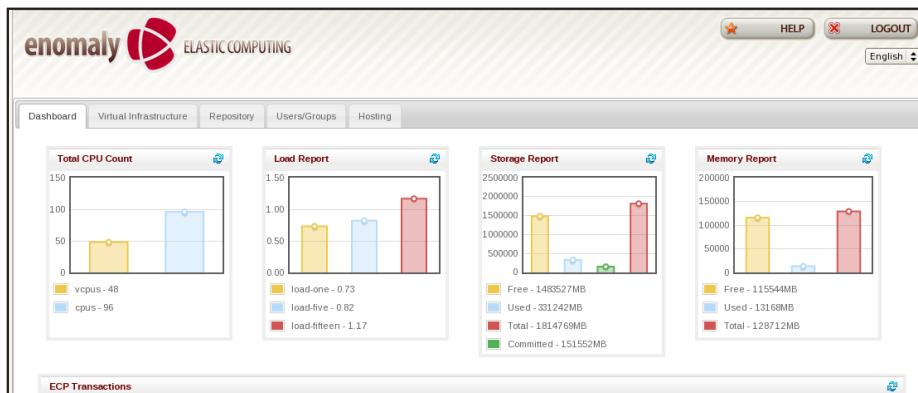 enomaly ELASTIC COMPUTING
HELP
LOGOUT
English
Dashboard Virtual Infrastructure Repository Users/Groups Hosting
Total CPU Count
150
100
50
0
vcpus - 48
cpus - 96
Load Report
1.50
1.00
0.50
0.00
load-one - 0.73
load-five - 0.82
load-fifteen - 1.17
Storage Report
2500000
2000000
1500000
1000000
500000
0
Free - 1483527MB
Used - 331242MB
Total - 1814769MB
Committed - 151552MB
Memory Report
200000
150000
100000
50000
0
Free - 115544MB
Used - 13168MB
Total - 128712MB
ECP Transactions